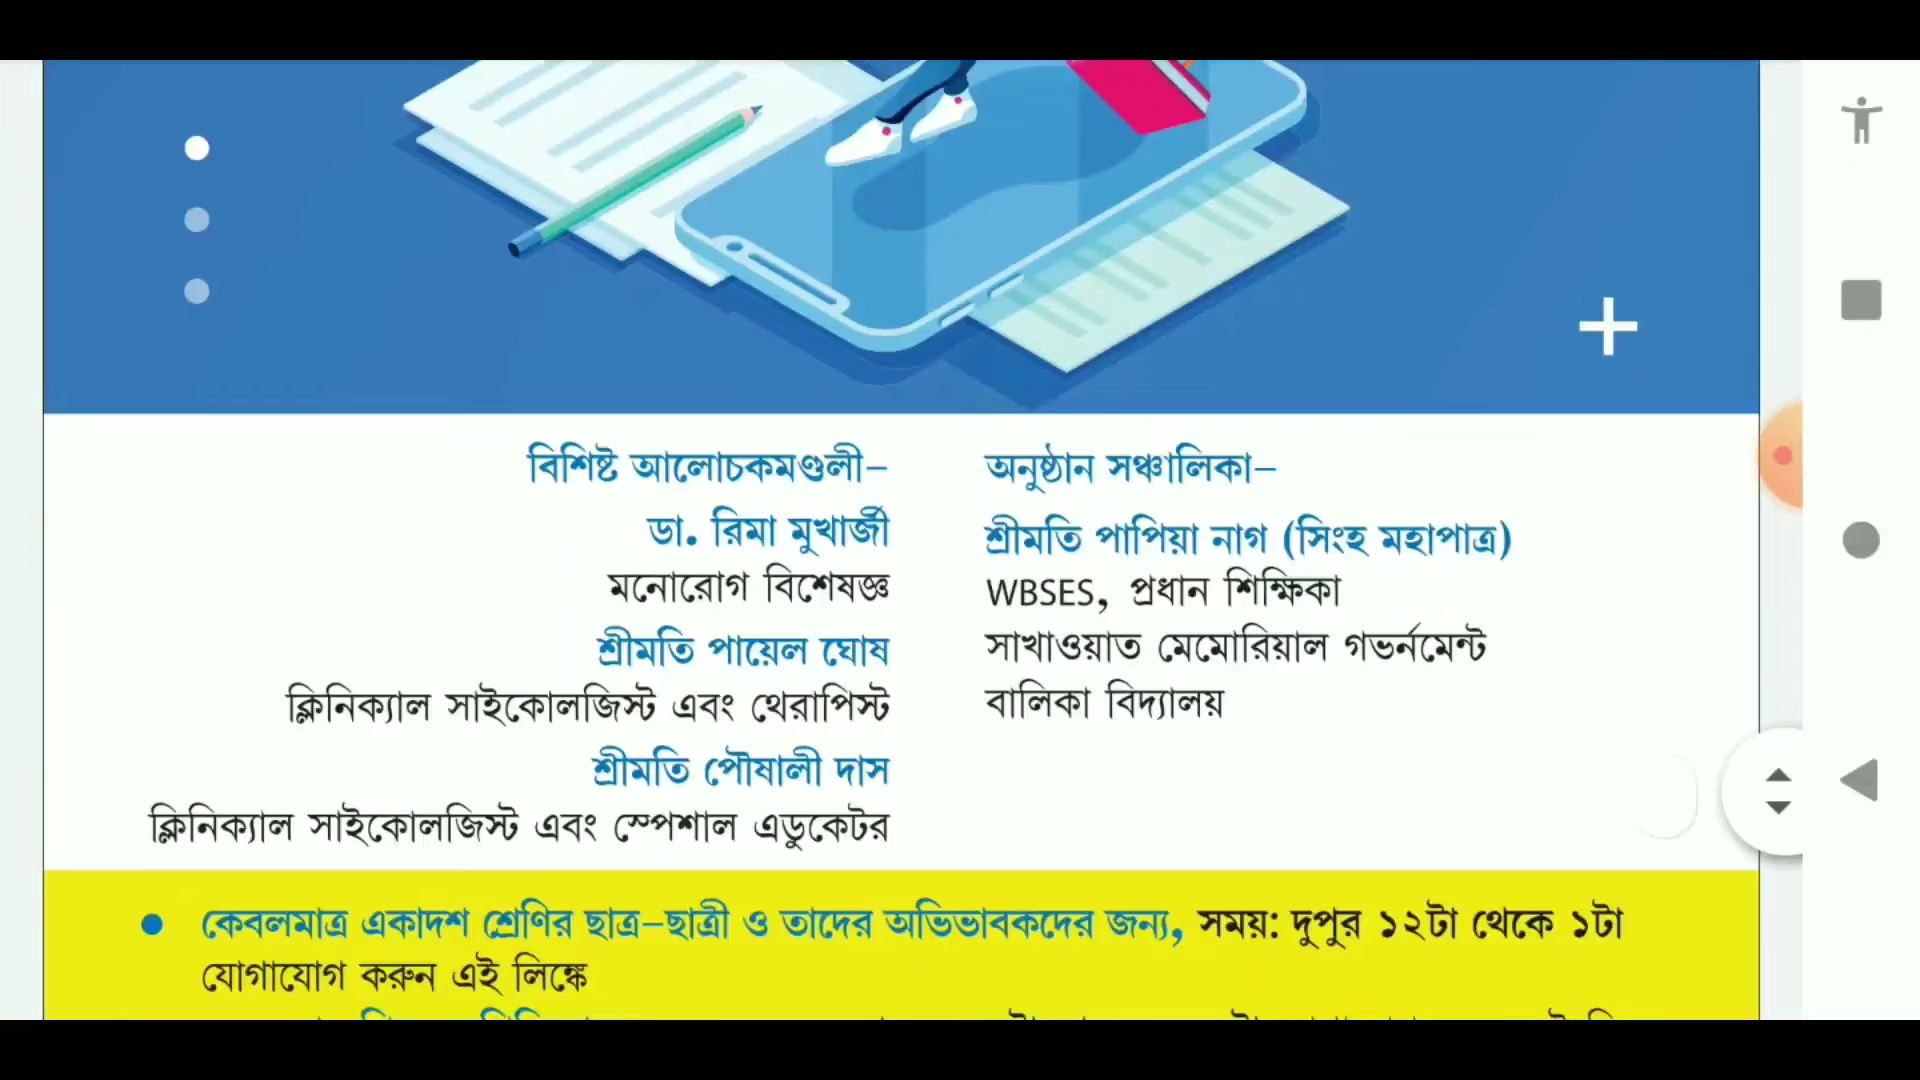 বিশিষ্ট আলোচকমণ্ডলী–
ডা. রিমা মুখার্জী
মনোরোগ বিশেষজ্ঞ
শ্রীমতি পায়েল ঘোষ
ক্লিনিক্যাল সাইকোলজিস্ট এবং থেরাপিস্ট
শ্রীমতি পৌষালী দাস
ক্লিনিক্যাল সাইকোলজিস্ট এবং স্পেশাল এডুকেটর
অনুষ্ঠান সঞ্চালিকা–
শ্রীমতি পাপিয়া নাগ (সিংহ মহাপাত্র)
WBSES, প্রধান শিক্ষিকা
সাখাওয়াত মেমোরিয়াল গভর্নমেন্ট
বালিকা বিদ্যালয়
কেবলমাত্র একাদশ শ্রেণির ছাত্র–ছাত্রী ও তাদের অভিভাবকদের জন্য, সময়: দুপুর ১২টা থেকে ১টা
যোগাযোগ করুন এই লিঙ্কে